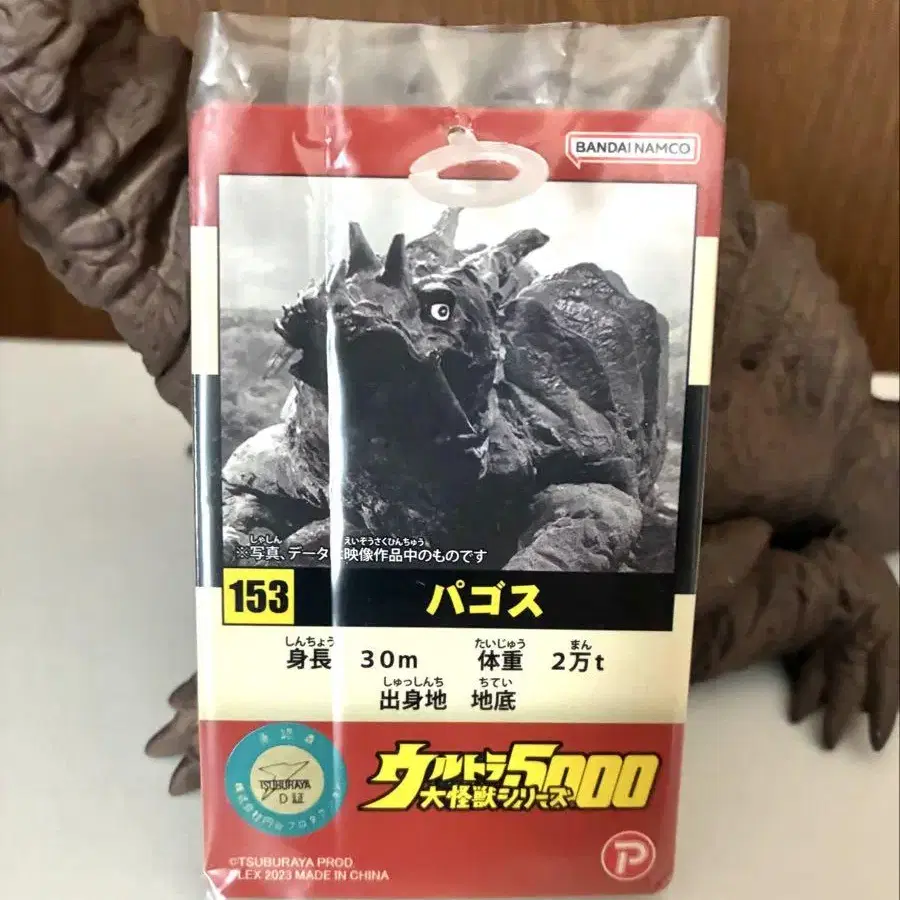 BANDAI NAMCO
しゃしん えいぞうさくひんちゅう
※写真、データは映像作品中のものです
153 パゴス
しんちょう たいじゅう まん
身長 30m 体重 2万t
しゅっしんち ちてい
出身地 地底
TSUBURAYA
ウルトラ5000
大怪獣シリーズ
P
©TSUBURAYA PROD.
PLEX 2023 MADE IN CHINA